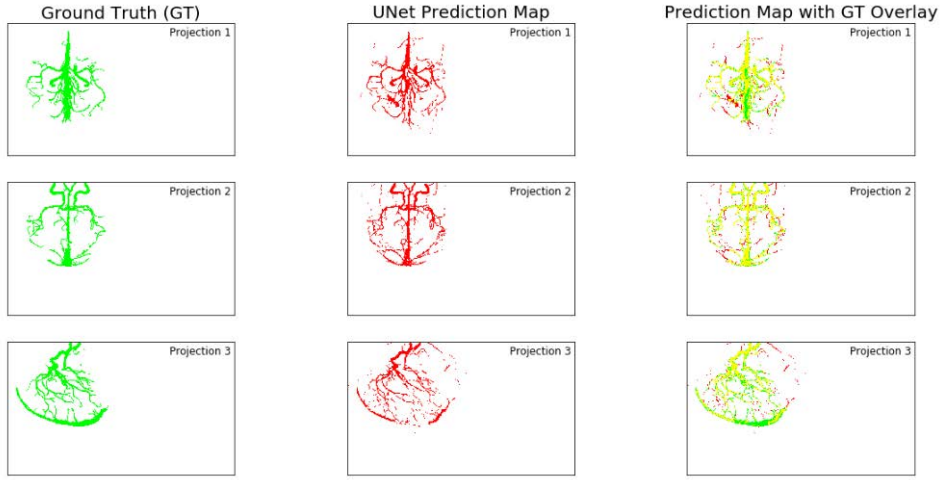 Ground Truth (GT)
UNet Prediction Map
Prediction Map with GT Overlay
Projection 1
Projection 1
Projection 1
Projection 2
Projection 2
Projection 2
Projection 3
Projection 3
Projection 3